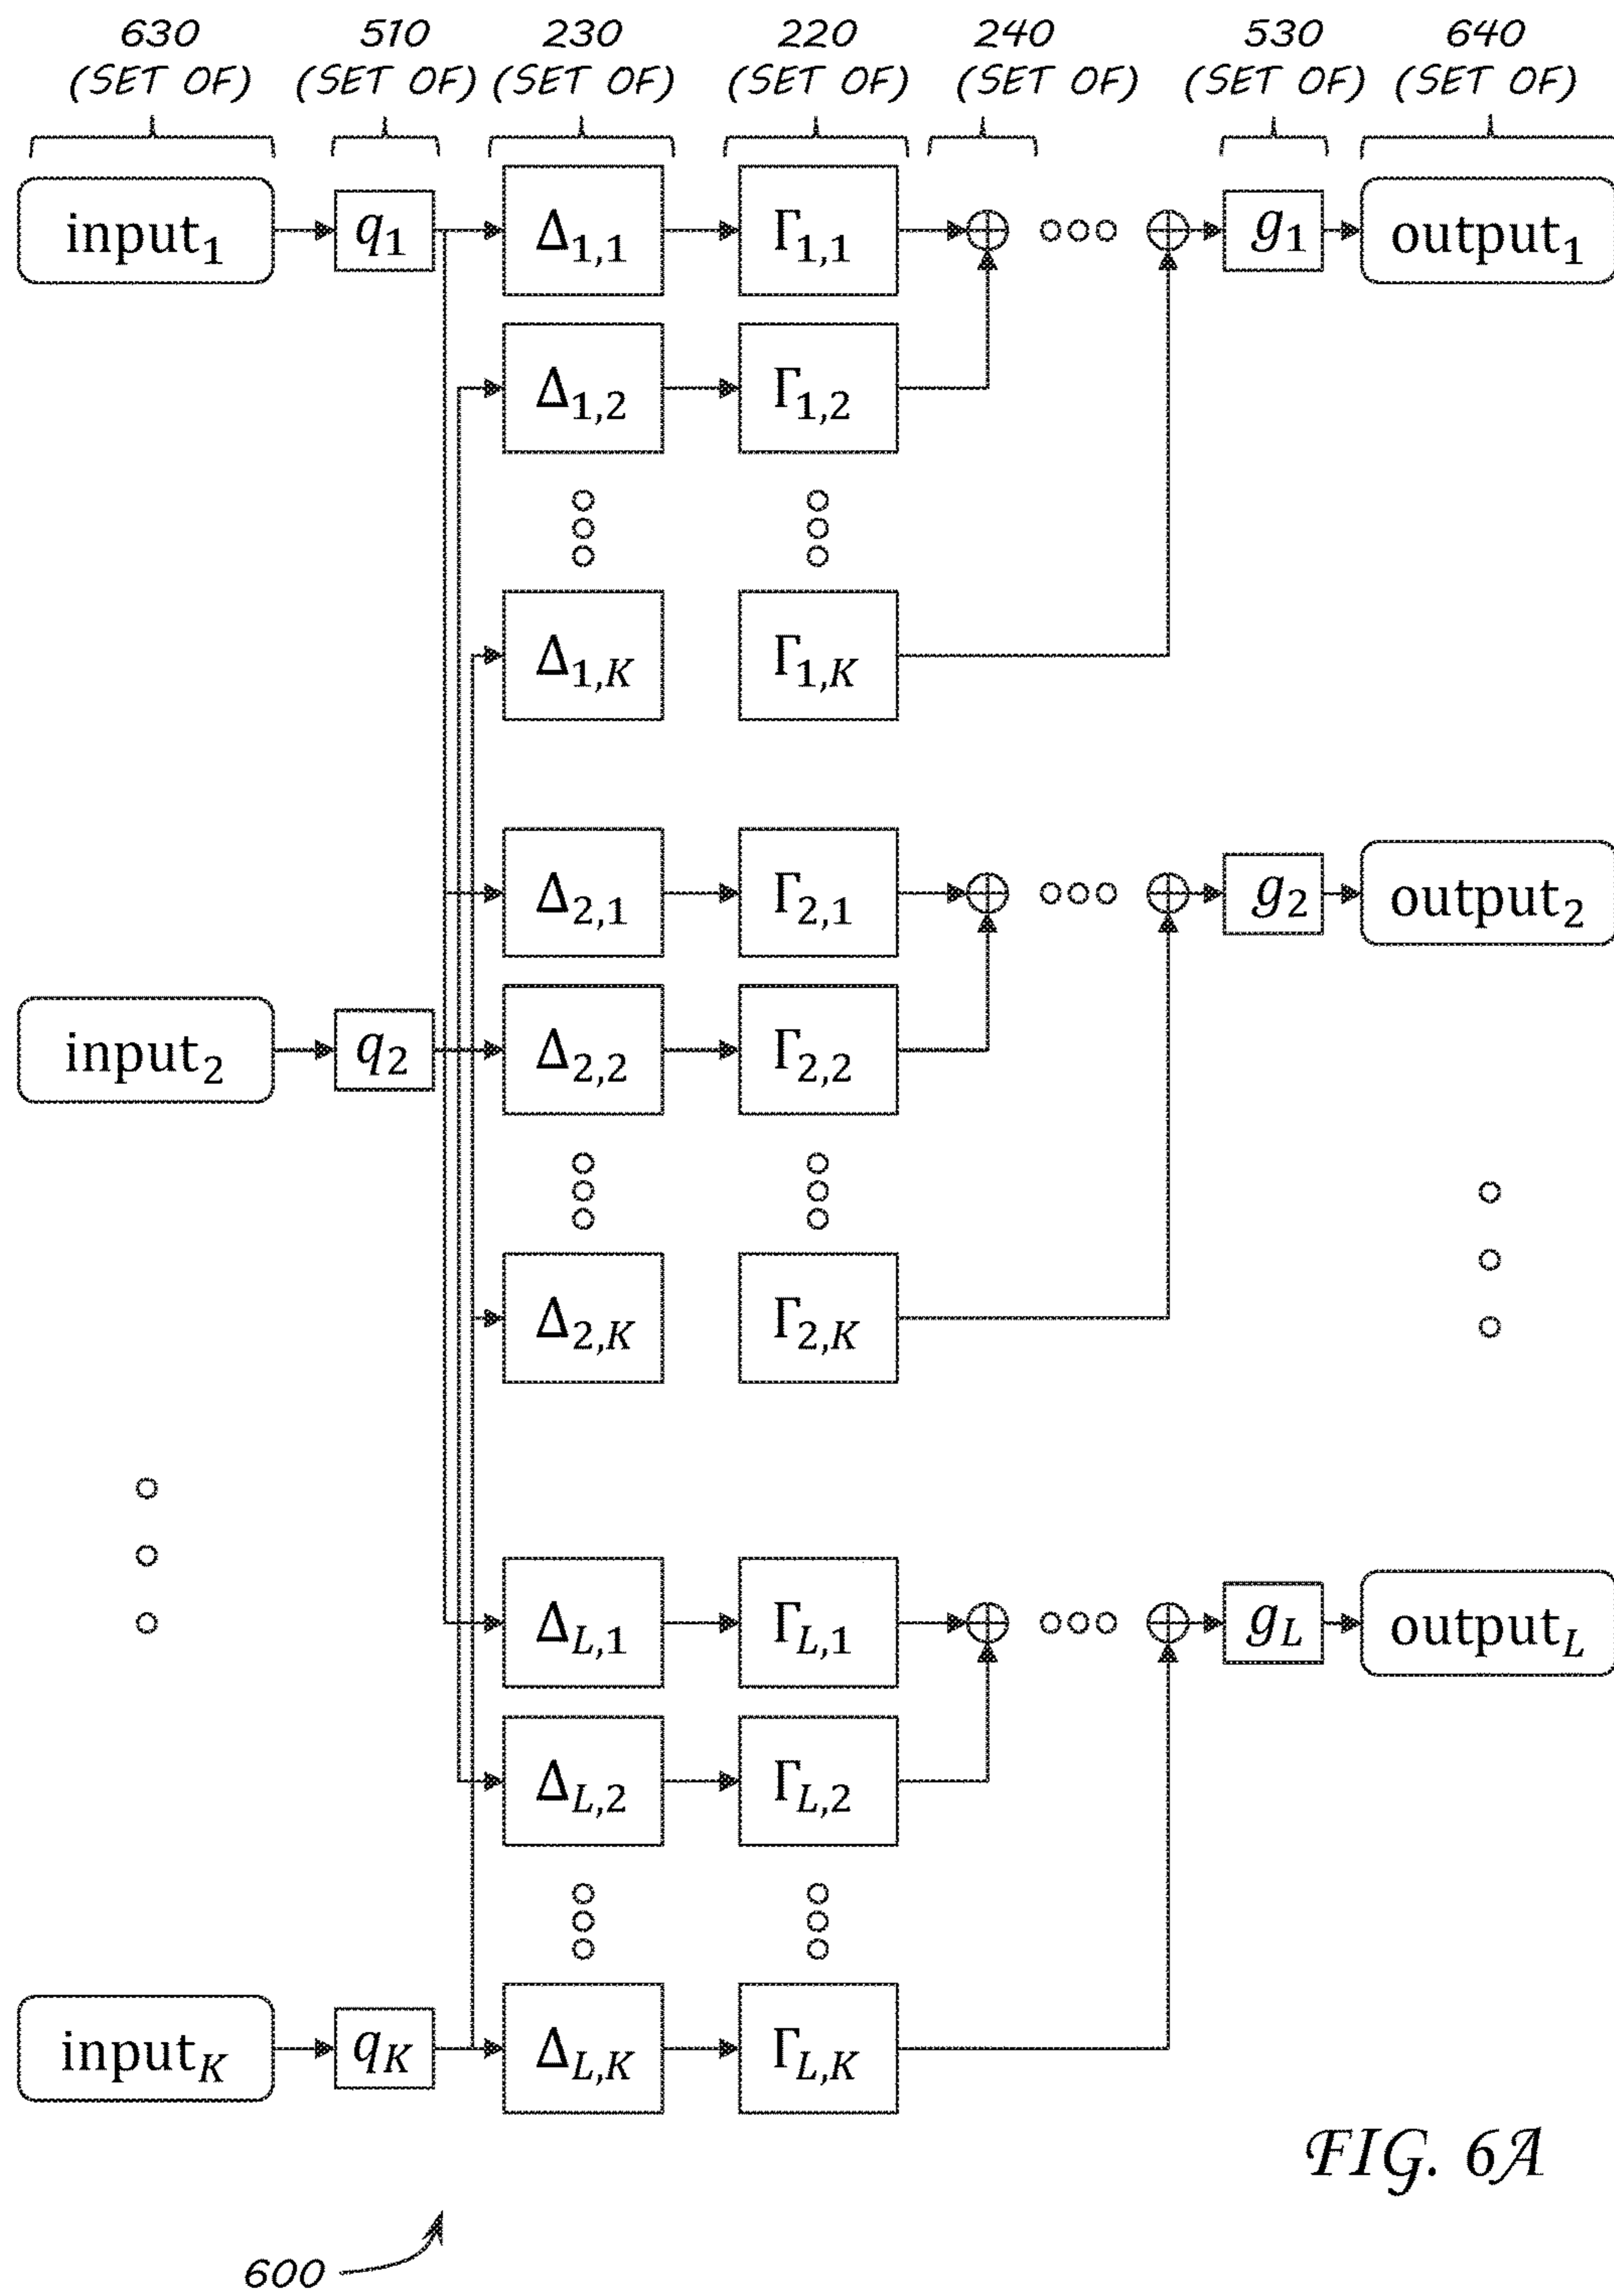 630 510 230 220 240 530 640
(SET OF) (SET OF) (SET OF) (SET OF) (SET OF) (SET OF) (SET OF)
input₁ q₁ Δ₁,₁ Γ₁,₁ ⊕ ⊕ g₁ output₁
Δ₁,₂ Γ₁,₂
Δ₁,K Γ₁,K
Δ₂,₁ Γ₂,₁ ⊕ ⊕ g₂ output₂
input₂ q₂ Δ₂,₂ Γ₂,₂
Δ₂,K Γ₂,K
ΔL,₁ ΓL,₁ ⊕ ⊕ gL outputL
ΔL,₂ ΓL,₂
inputK qK ΔL,K ΓL,K
FIG. 6A
600